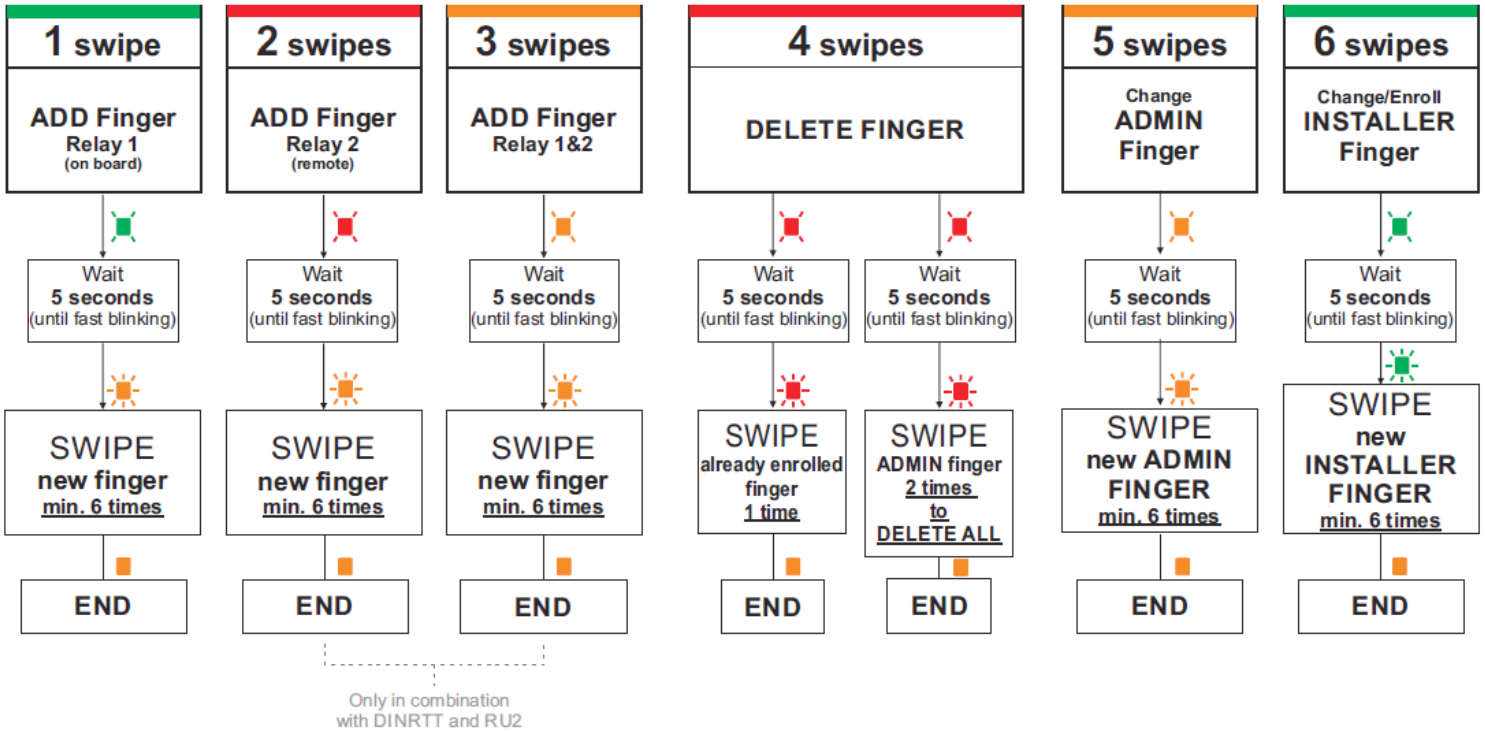 1 swipe
ADD Finger
Relay 1
(on board)
Wait
5 seconds
(until fast blinking)
SWIPE
new finger
min. 6 times
END
2 swipes
ADD Finger
Relay 2
(remote)
Wait
5 seconds
(until fast blinking)
SWIPE
new finger
min. 6 times
END
3 swipes
ADD Finger
Relay 1&2
Wait
5 seconds
(until fast blinking)
SWIPE
new finger
min. 6 times
END
Only in combination
with DINRTT and RU2
4 swipes
DELETE FINGER
Wait
5 seconds
(until fast blinking)
SWIPE
already enrolled
finger
1 time
END
Wait
5 seconds
(until fast blinking)
SWIPE
ADMIN finger
2 times
to
DELETE ALL
END
5 swipes
Change
ADMIN
Finger
Wait
5 seconds
(until fast blinking)
SWIPE
new ADMIN
FINGER
min. 6 times
END
6 swipes
Change/Enroll
INSTALLER
Finger
Wait
5 seconds
(until fast blinking)
SWIPE
new
INSTALLER
FINGER
min. 6 times
END